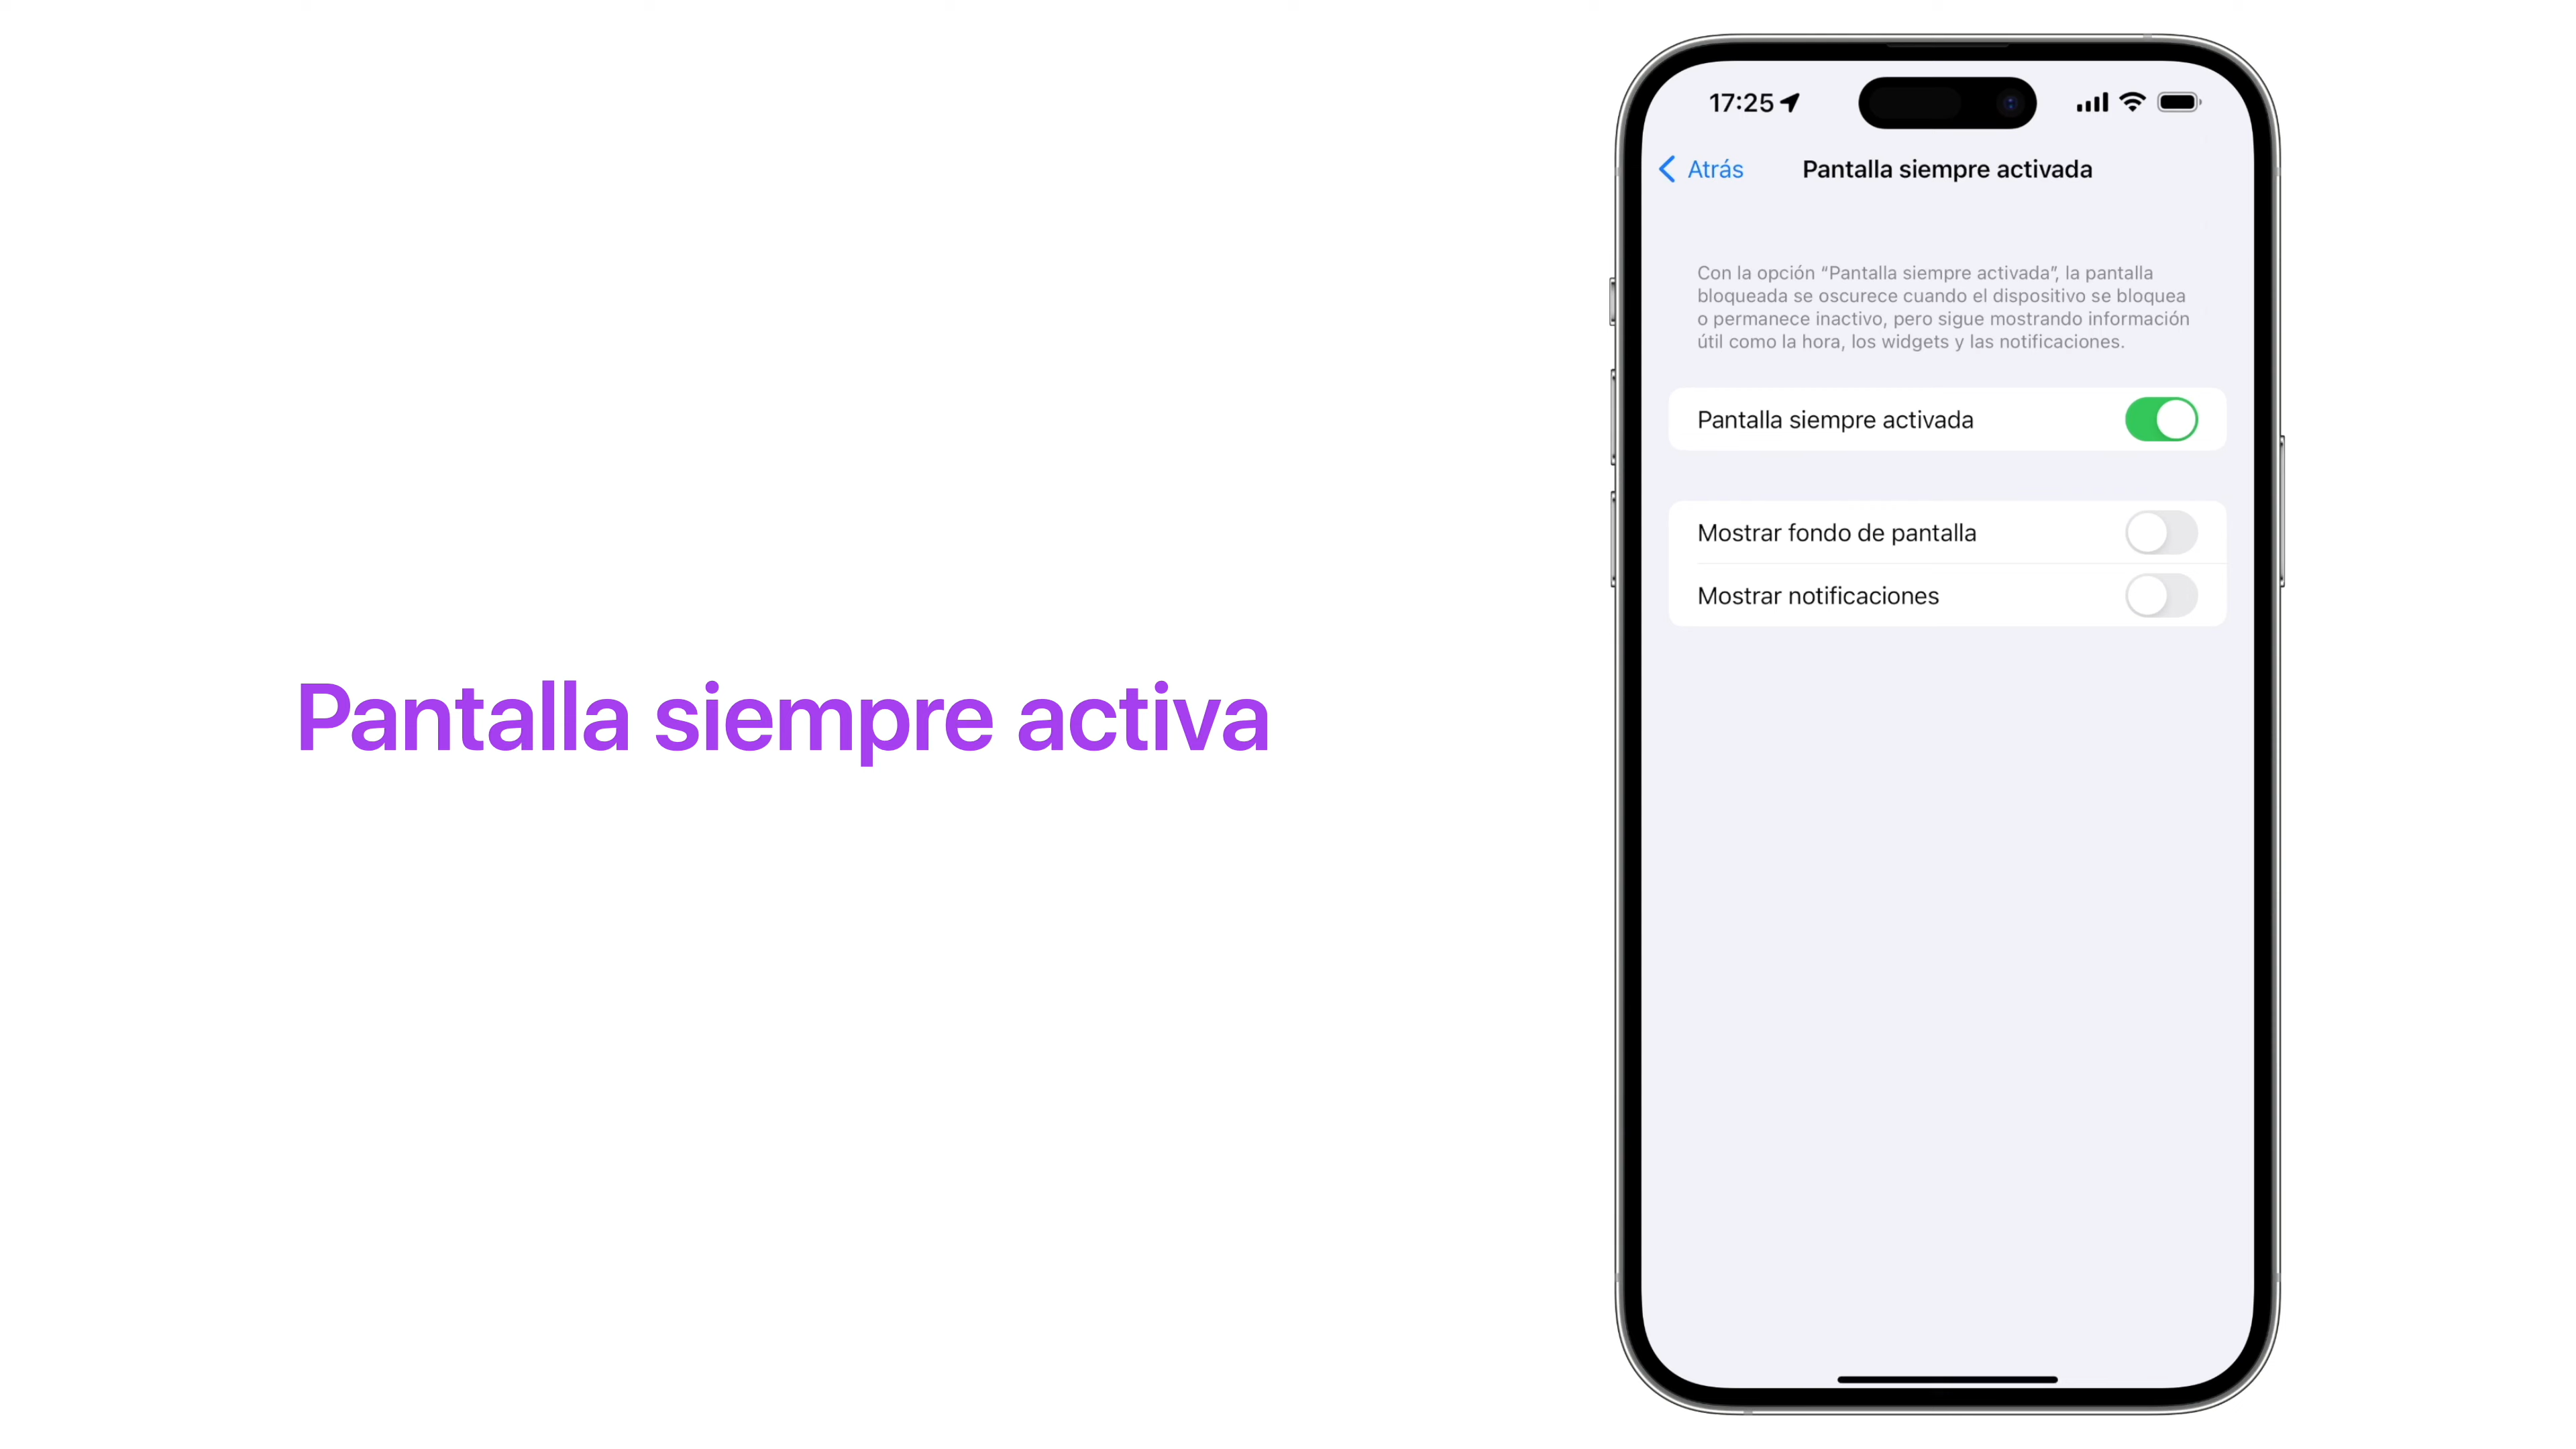 Pantalla siempre activa
17:25
Atrás
Pantalla siempre activada
Con la opción “Pantalla siempre activada”, la pantalla
bloqueada se oscurece cuando el dispositivo se bloquea
o permanece inactivo, pero sigue mostrando información
útil como la hora, los widgets y las notificaciones.
Pantalla siempre activada
Mostrar fondo de pantalla
Mostrar notificaciones